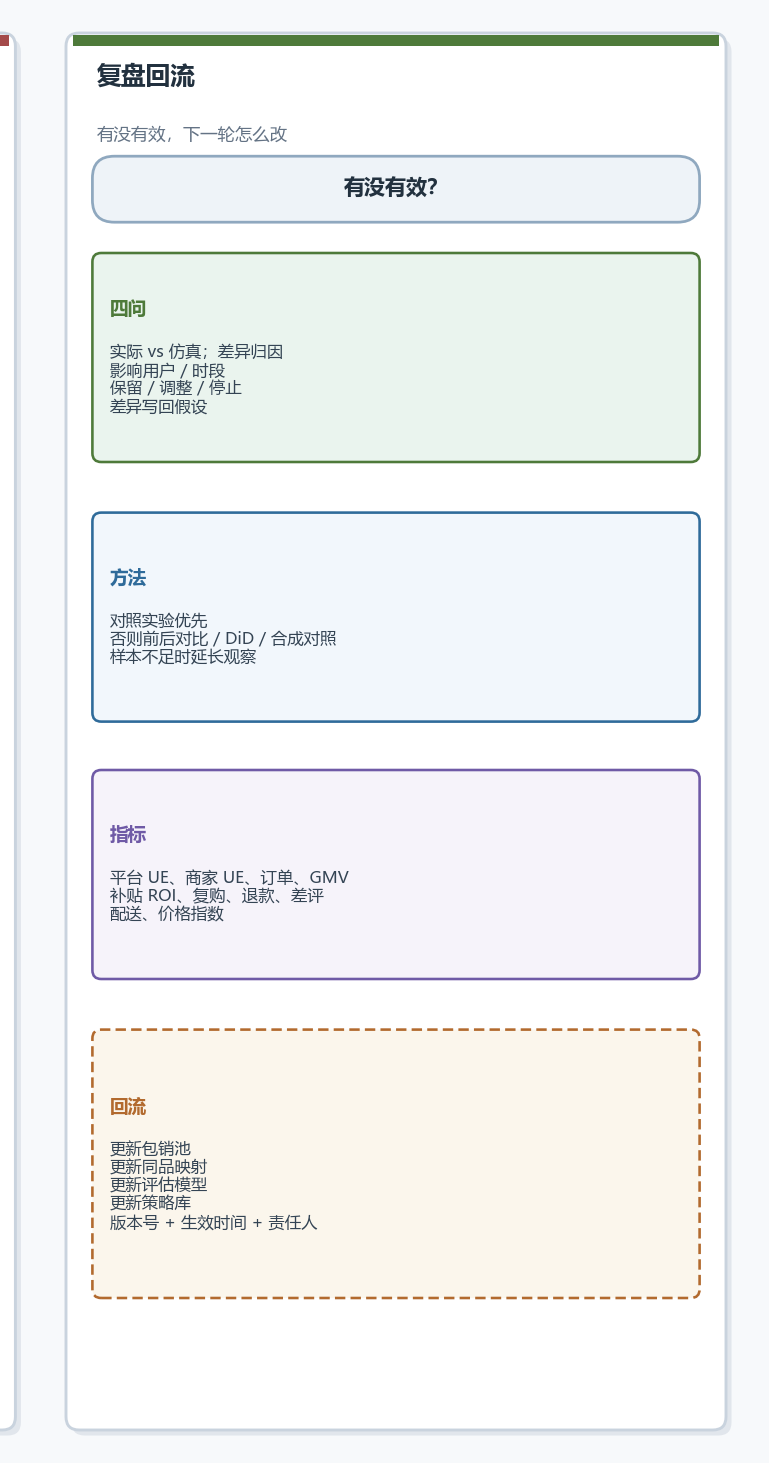 复盘回流
有没有效，下一轮怎么改
有没有效？
四问
实际 vs 仿真；差异归因
影响用户 / 时段
保留 / 调整 / 停止
差异写回假设
方法
对照实验优先
否则前后对比 / DiD / 合成对照
样本不足时延长观察
指标
平台 UE、商家 UE、订单、GMV
补贴 ROI、复购、退款、差评
配送、价格指数
回流
更新包销池
更新同品映射
更新评估模型
更新策略库
版本号 + 生效时间 + 责任人